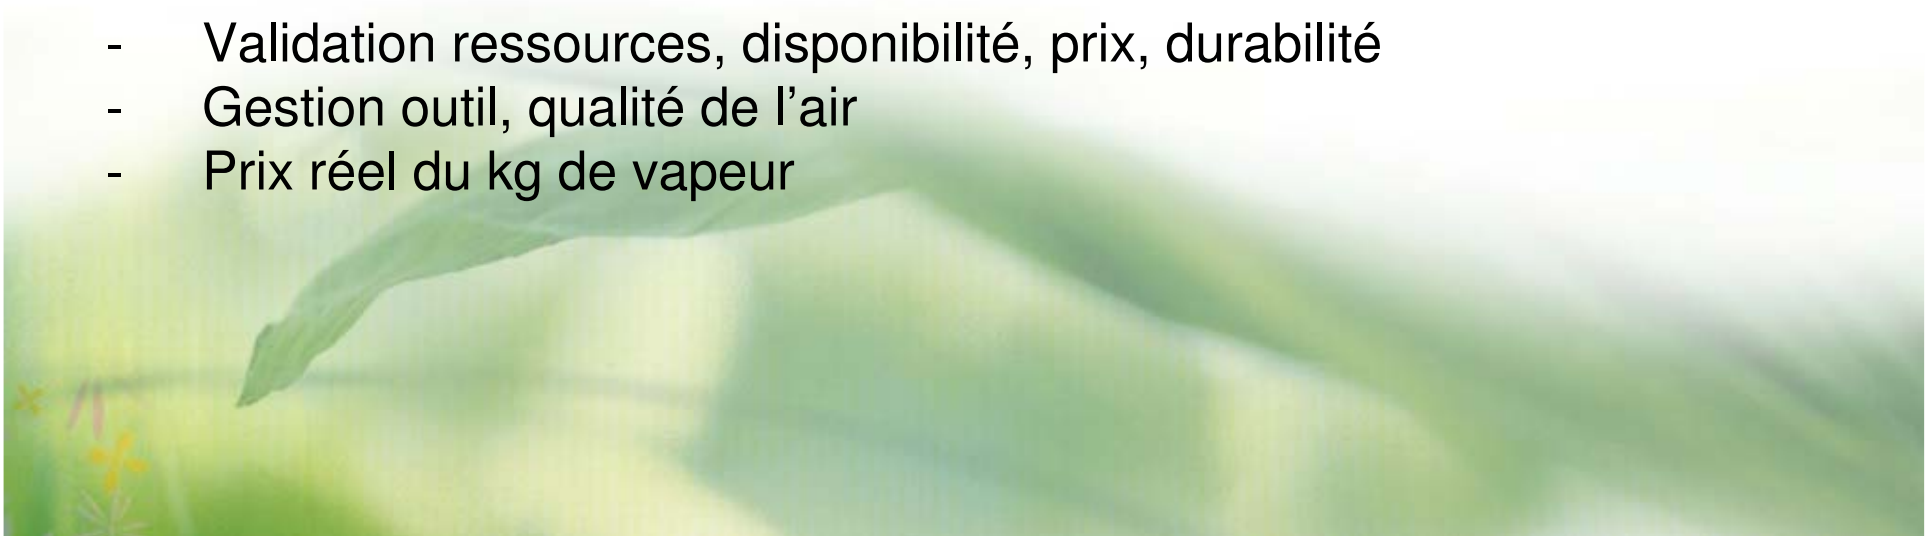 - Validation ressources, disponibilité, prix, durabilité
- Gestion outil, qualité de l’air
- Prix réel du kg de vapeur